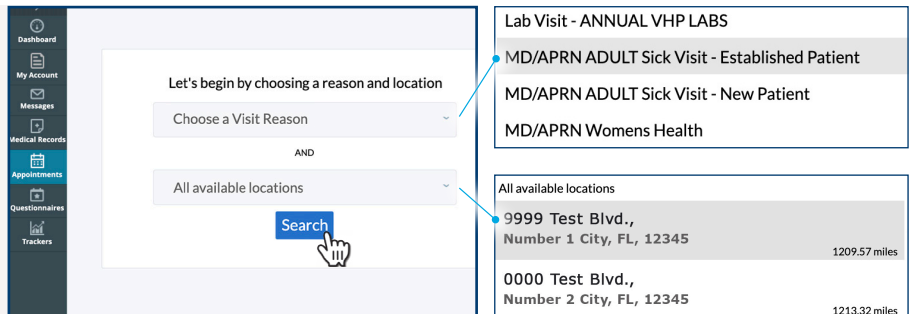 Dashboard
My Account
Messages
Medical Records
Appointments
Questionnaires
Trackers
Let's begin by choosing a reason and location
Choose a Visit Reason
AND
All available locations
Search
Lab Visit - ANNUAL VHP LABS
MD/APRN ADULT Sick Visit - Established Patient
MD/APRN ADULT Sick Visit - New Patient
MD/APRN Womens Health
All available locations
9999 Test Blvd.,
Number 1 City, FL, 12345
1209.57 miles
0000 Test Blvd.,
Number 2 City, FL, 12345
1213.32 miles